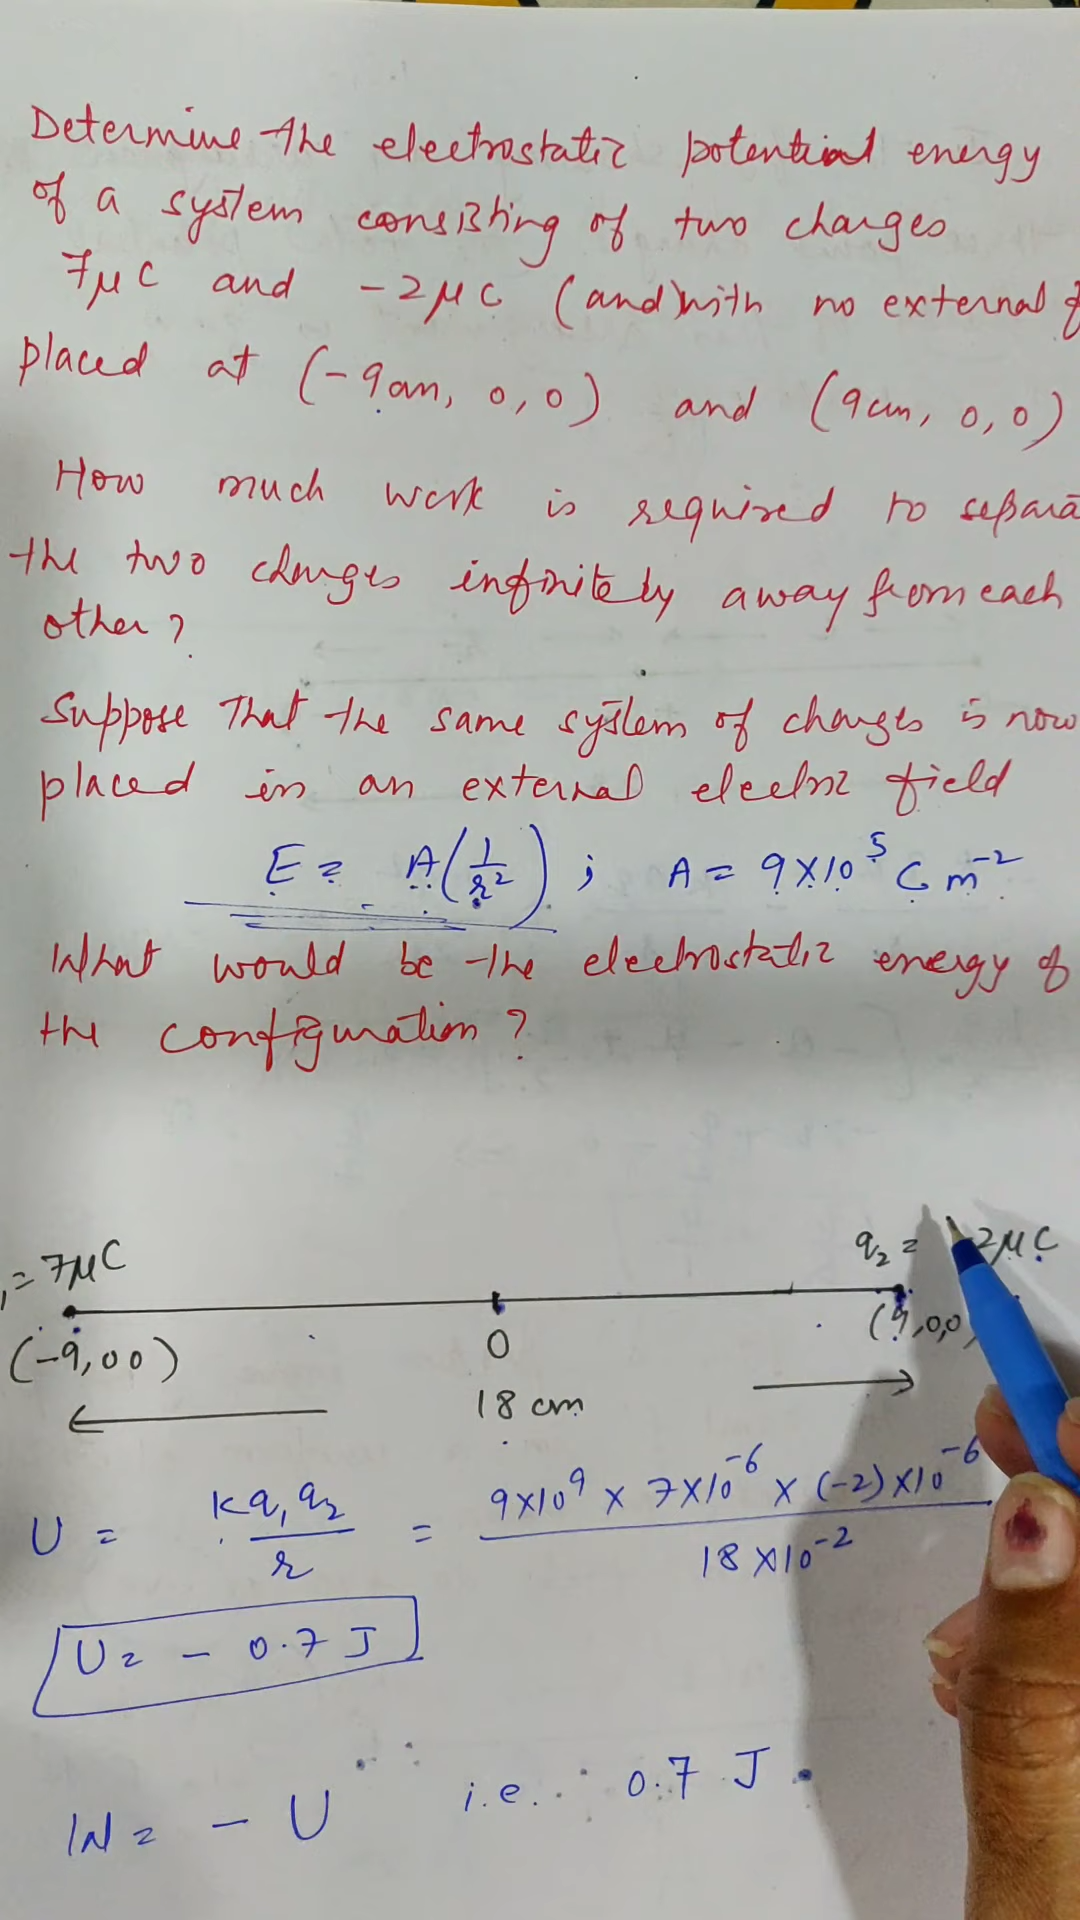 Determine the electrostatic potential energy
of a system consisting of two charges
7μC and -2μC (and) with no external
placed at (-9cm, 0,0) and (9cm, 0,0)
How much work is required to separa
the two charges infinitely away from each
other?
Suppose that the same system of charges is now
placed in an external electric field
E = A(1/r²) ; A = 9×10⁵ C m⁻²
What would be the electrostatic energy of
the configuration?
= 7μC
q₂ = 2μC
(-9,00)
0
(9,0,0
18 cm
U = Kq₁q₂/r = 9×10⁹ × 7×10⁻⁶ × (-2)×10⁻⁶ / 18×10⁻²
U = - 0.7 J
W = - U i.e. 0.7 J